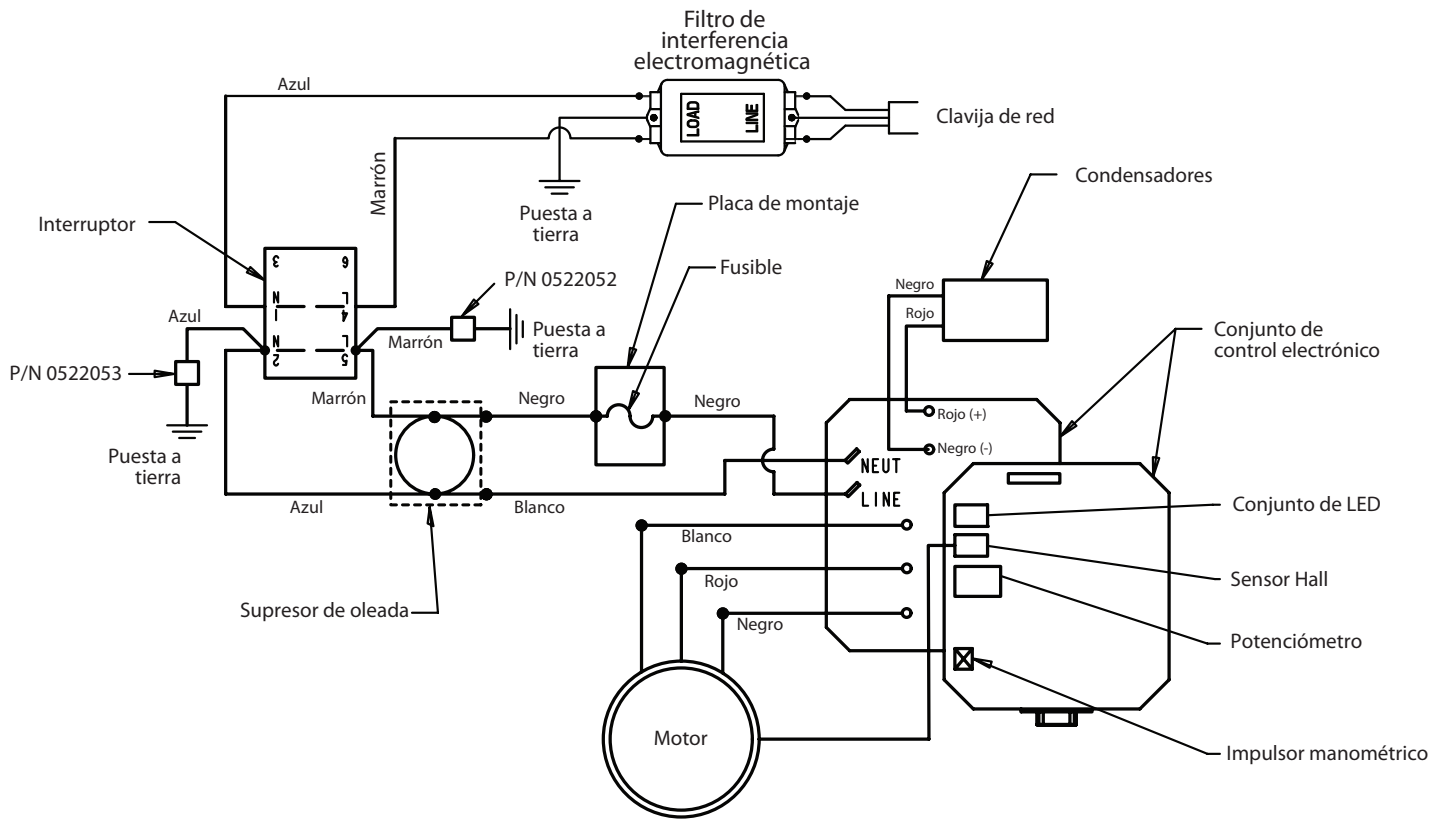 Filtro de
interferencia
electromagnética
Azul
LOAD
LINE
Clavija de red
Marrón
Puesta a
tierra
Condensadores
Placa de montaje
Interruptor
3
6
N
1
L
4
N
2
L
5
P/N 0522052
Fusible
Negro
Rojo
Azul
Marrón
Puesta a
tierra
Conjunto de
control electrónico
P/N 0522053
Marrón
Negro
Negro
Rojo (+)
Negro (-)
Puesta a
tierra
NEUT
LINE
Azul
Blanco
Conjunto de LED
Blanco
Sensor Hall
Rojo
Supresor de oleada
Negro
Potenciómetro
Motor
Impulsor manométrico